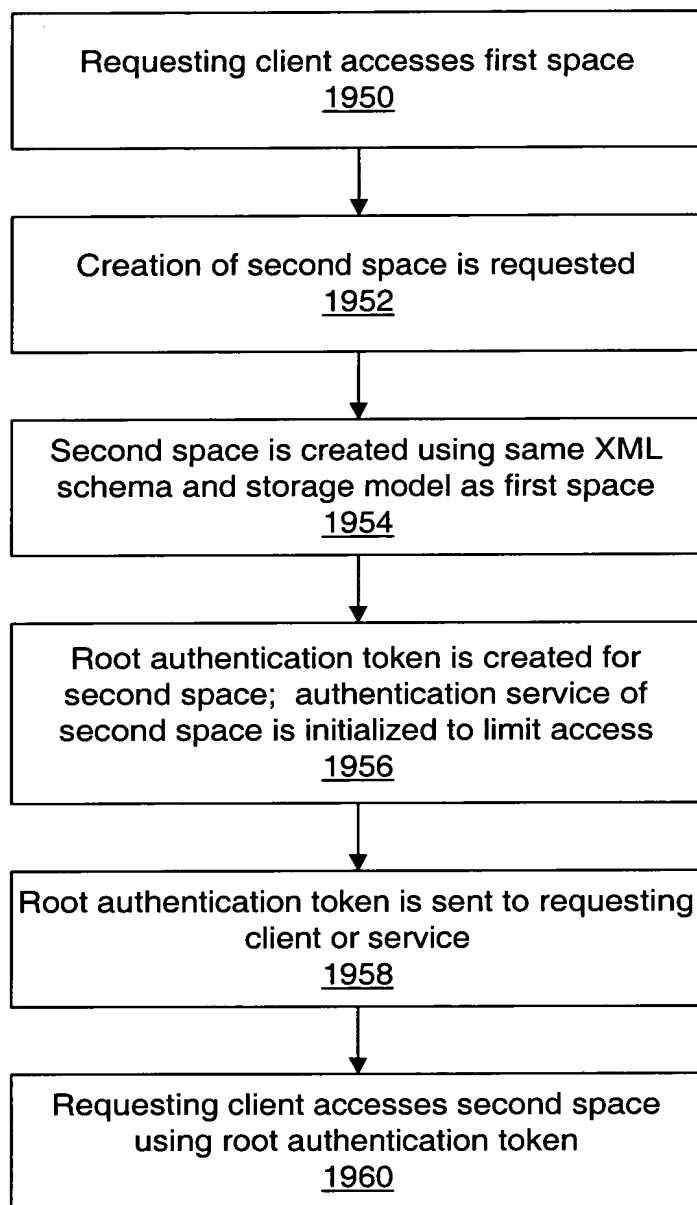 Requesting client accesses first space
1950
Creation of second space is requested
1952
Second space is created using same XML
schema and storage model as first space
1954
Root authentication token is created for
second space; authentication service of
second space is initialized to limit access
1956
Root authentication token is sent to requesting
client or service
1958
Requesting client accesses second space
using root authentication token
1960